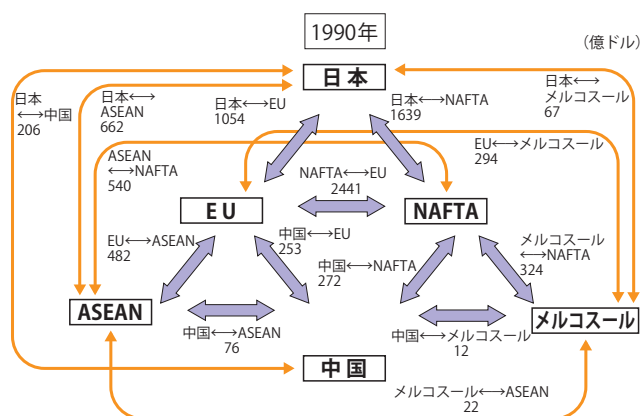 1990年
(億ドル)
日本
日本
⟷中国
206
日本⟷
ASEAN
662
日本⟷EU
1054
日本⟷NAFTA
1639
日本⟷
メルコスール
67
ASEAN
⟷NAFTA
540
NAFTA⟷EU
2441
EU⟷メルコスール
294
EU
NAFTA
EU⟷ASEAN
482
中国⟷EU
253
中国⟷NAFTA
272
メルコスール
⟷NAFTA
324
ASEAN
メルコスール
中国⟷ASEAN
76
中国⟷メルコスール
12
中国
メルコスール⟷ASEAN
22